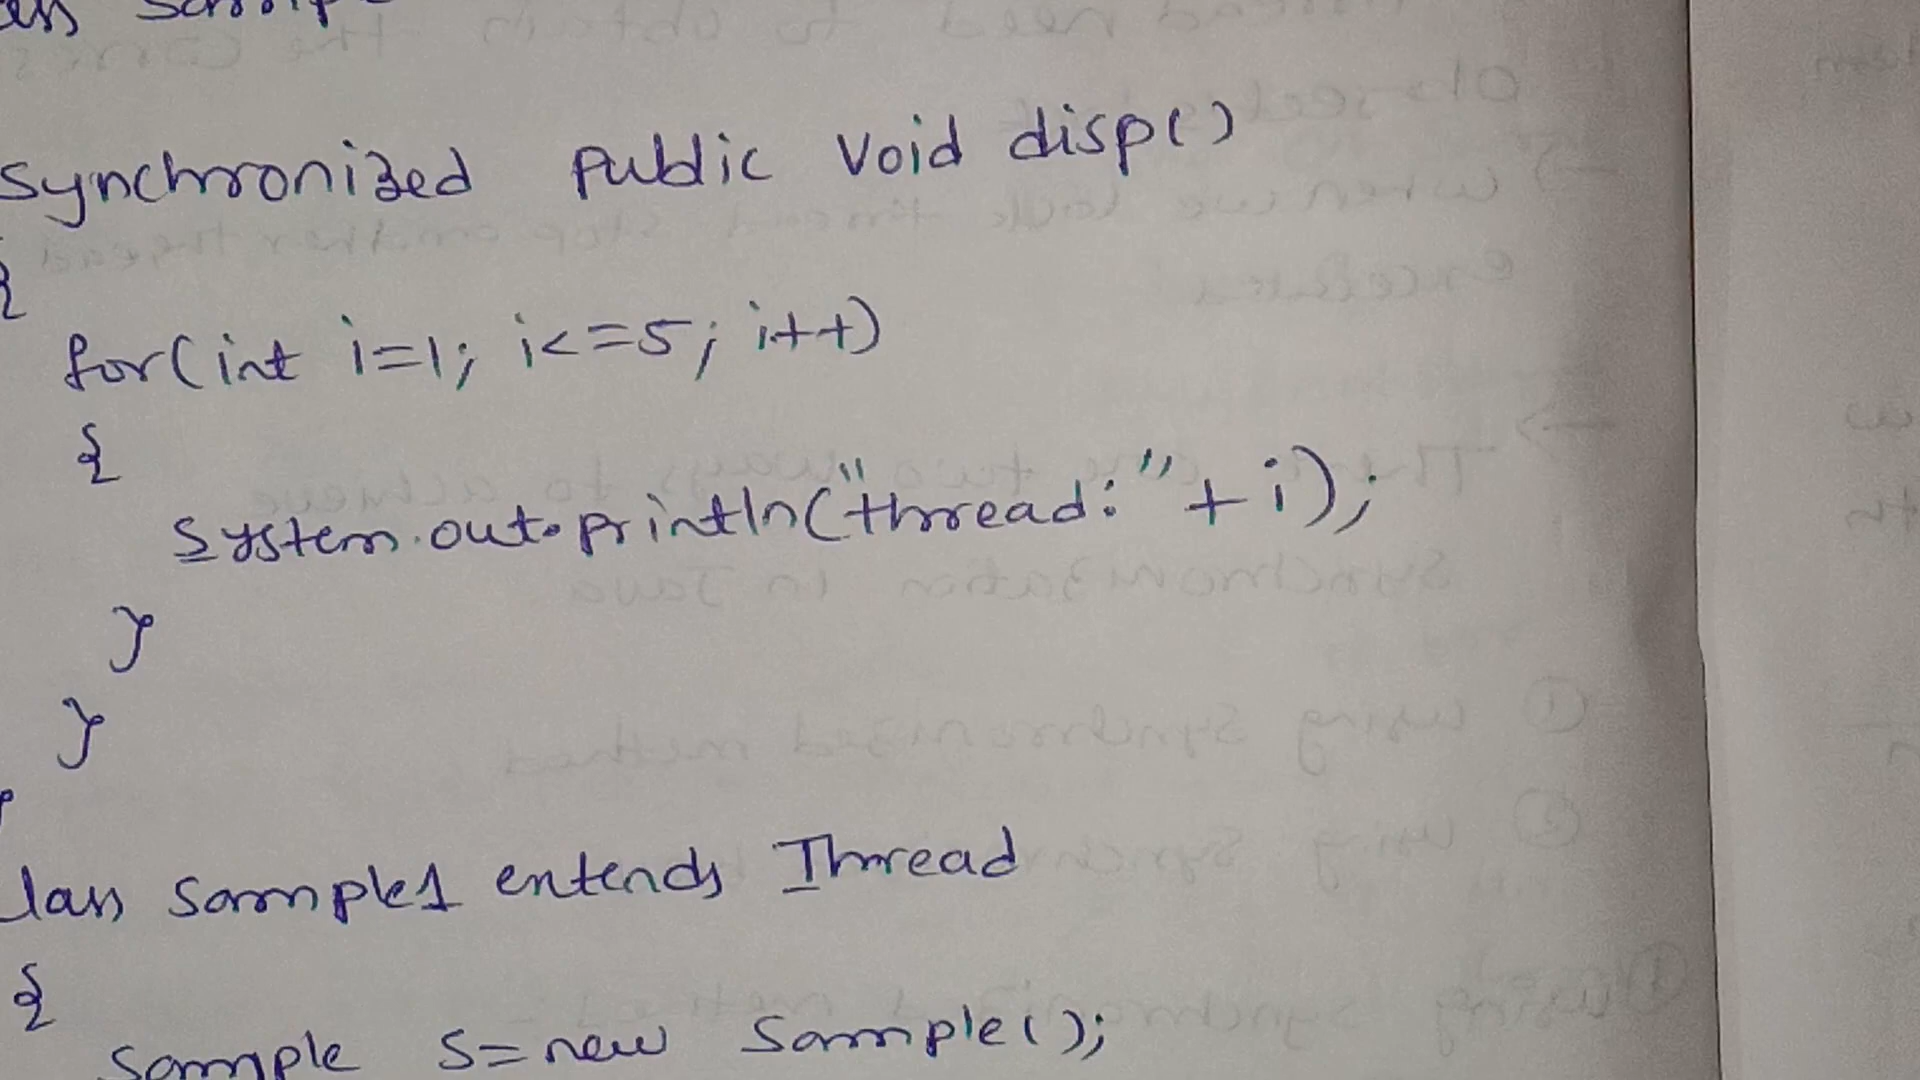 synchronized public void disp()
{
for(int i=1; i<=5; i++)
{
System.out.println("thread:"+i);
}
}
lass sample1 extends Thread
{
sample s=new sample();